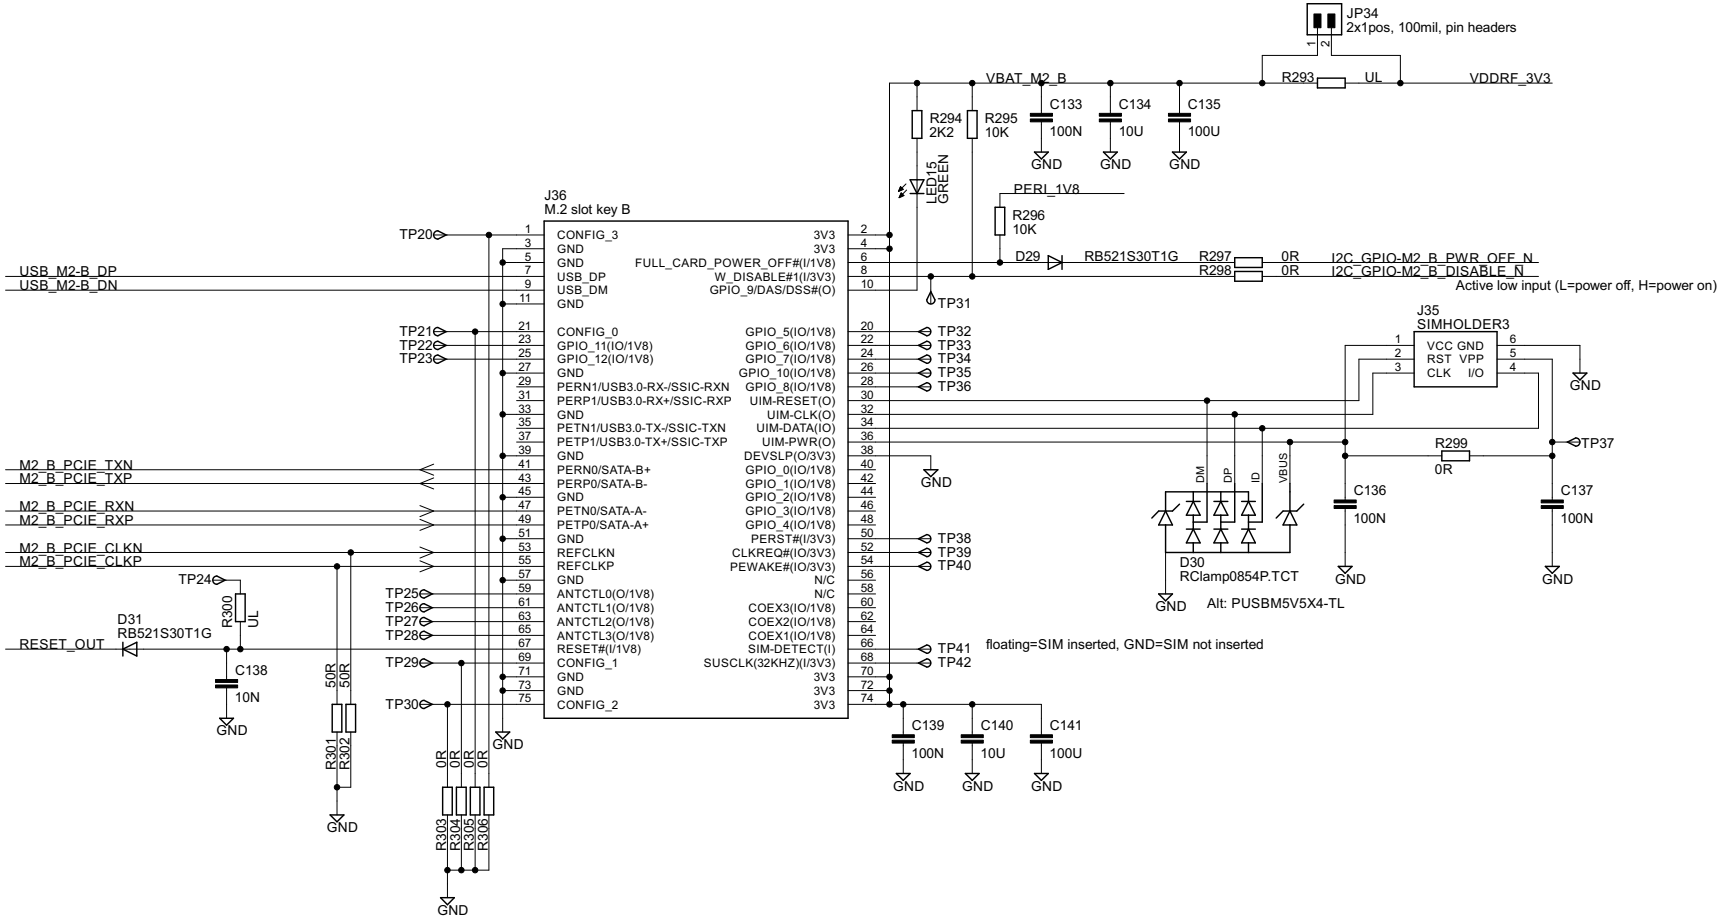 JP34
2x1pos, 100mil, pin headers
1 2
VBAT_M2_B
R293 UL
VDDRF_3V3
R294
2K2
R295
10K
C133
100N
C134
10U
C135
100U
GND GND GND
LED15
GREEN
PERI_1V8
R296
10K
D29 RB521S30T1G
R297 0R I2C_GPIO-M2_B_PWR_OFF_N
R298 0R I2C_GPIO-M2_B_DISABLE_N
Active low input (L=power off, H=power on)
TP31
J36
M.2 slot key B
TP20 1 CONFIG_3
3 GND
5 GND
USB_M2-B_DP 7 USB_DP
USB_M2-B_DN 9 USB_DM
11 GND
TP21 21 CONFIG_0
TP22 23 GPIO_11(IO/1V8)
TP23 25 GPIO_12(IO/1V8)
27 GND
29 PERN1/USB3.0-RX-/SSIC-RXN
31 PERP1/USB3.0-RX+/SSIC-RXP
33 GND
35 PETN1/USB3.0-TX-/SSIC-TXN
37 PETP1/USB3.0-TX+/SSIC-TXP
39 GND
M2_B_PCIE_TXN 41 PERN0/SATA-B+
M2_B_PCIE_TXP 43 PERP0/SATA-B-
45 GND
M2_B_PCIE_RXN 47 PETN0/SATA-A-
M2_B_PCIE_RXP 49 PETP0/SATA-A+
51 GND
M2_B_PCIE_CLKN 53 REFCLKN
M2_B_PCIE_CLKP 55 REFCLKP
57 GND
TP25 59 ANTCTL0(O/1V8)
TP26 61 ANTCTL1(O/1V8)
TP27 63 ANTCTL2(O/1V8)
TP28 65 ANTCTL3(O/1V8)
RESET_OUT 67 RESET#(I/1V8)
TP29 69 CONFIG_1
71 GND
73 GND
TP30 75 CONFIG_2
3V3 2
3V3 4
FULL_CARD_POWER_OFF#(I/1V8) 6
W_DISABLE#1(I/3V3) 8
GPIO_9/DAS/DSS#(O) 10
GPIO_5(IO/1V8) 20 TP32
GPIO_6(IO/1V8) 22 TP33
GPIO_7(IO/1V8) 24 TP34
GPIO_10(IO/1V8) 26 TP35
GPIO_8(IO/1V8) 28 TP36
UIM-RESET(O) 30
UIM-CLK(O) 32
UIM-DATA(IO) 34
UIM-PWR(O) 36
DEVSLP(O/3V3) 38
GPIO_0(IO/1V8) 40
GPIO_1(IO/1V8) 42
GPIO_2(IO/1V8) 44
GPIO_3(IO/1V8) 46
GPIO_4(IO/1V8) 48
PERST#(I/3V3) 50 TP38
CLKREQ#(IO/3V3) 52 TP39
PEWAKE#(IO/3V3) 54 TP40
N/C 56
N/C 58
COEX3(IO/1V8) 60
COEX2(IO/1V8) 62
COEX1(IO/1V8) 64
SIM-DETECT(I) 66 TP41
SUSCLK(32KHZ)(I/3V3) 68 TP42
3V3 70
3V3 72
3V3 74
floating=SIM inserted, GND=SIM not inserted
J35
SIMHOLDER3
1 VCC GND 6
2 RST VPP 5
3 CLK I/O 4
GND
TP37
R299
0R
GND
DM DP ID VBUS
D30
RClamp0854P.TCT
GND
Alt: PUSBM5V5X4-TL
C136
100N
GND
C137
100N
GND
TP24
R300 UL
D31
RB521S30T1G
C138
10N
GND
50R 50R
R301 R302
GND
GND
0R 0R 0R 0R
R303 R304 R305 R306
GND
C139
100N
C140
10U
C141
100U
GND GND GND